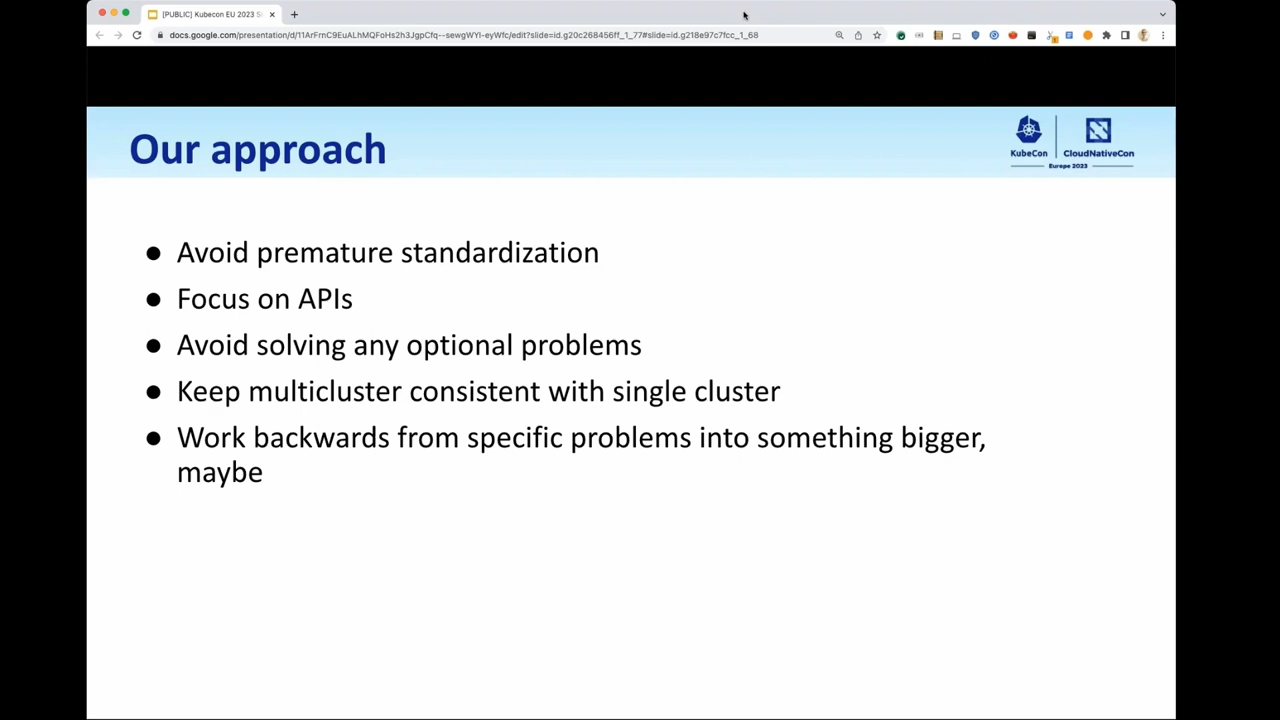 [PUBLIC] Kubecon EU 2023 S
docs.google.com/presentation/d/11ArFrnC9EuALhMQFoHs2h3JgpCfq--sewgWYI-eyWfc/edit?slide=id.g20c268456ff_1_77#slide=id.g218e97c7fcc_1_68
Our approach
KubeCon
CloudNativeCon
Europe 2023
● Avoid premature standardization
● Focus on APIs
● Avoid solving any optional problems
● Keep multicluster consistent with single cluster
● Work backwards from specific problems into something bigger,
maybe